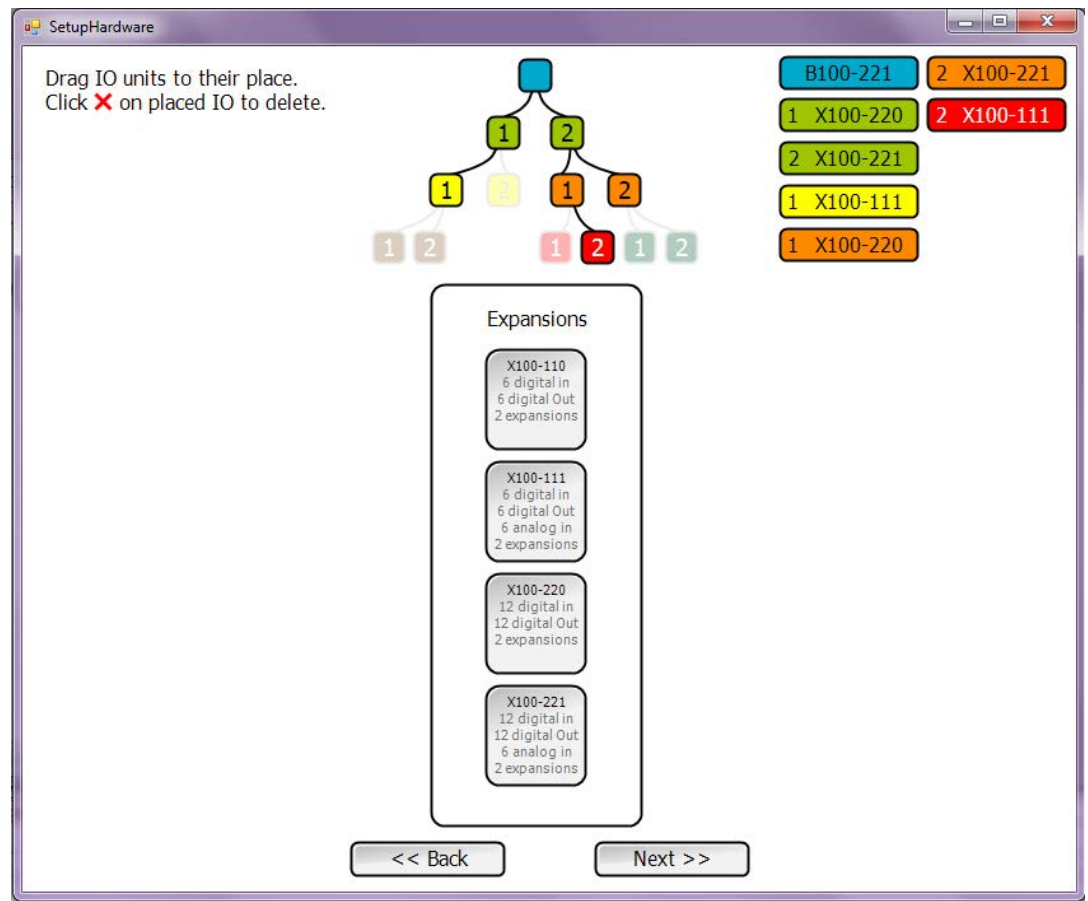 SetupHardware
Drag IO units to their place.
Click ❌ on placed IO to delete.
B100-221
2 X100-221
1 X100-220
2 X100-111
2 X100-221
1 X100-111
1 X100-220
1 2
1 2 1 2
1 2 1 2 1 2
Expansions
X100-110
6 digital in
6 digital Out
2 expansions
X100-111
6 digital in
6 digital Out
6 analog in
2 expansions
X100-220
12 digital in
12 digital Out
2 expansions
X100-221
12 digital in
12 digital Out
6 analog in
2 expansions
<< Back
Next >>